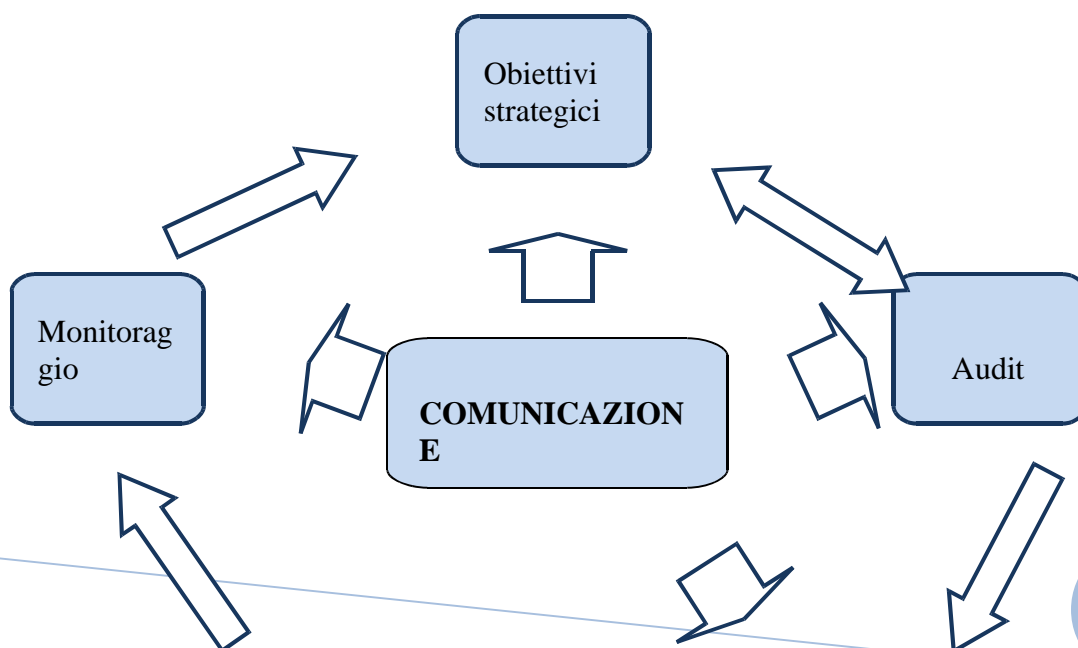 Obiettivi
strategici
Monitorag
gio
COMUNICAZION
E
Audit